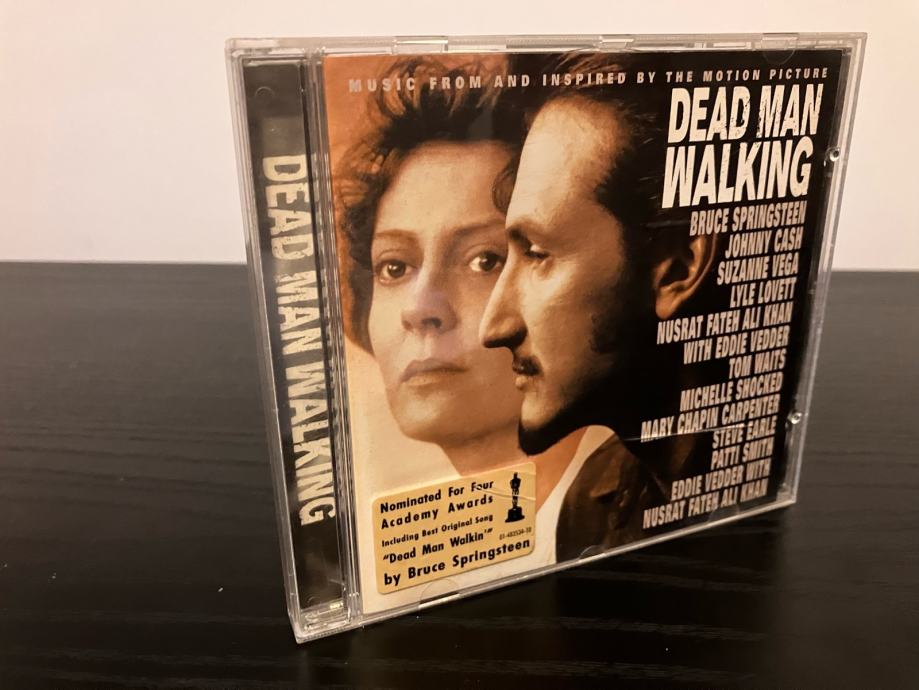 DEAD MAN WALKING
MUSIC FROM AND INSPIRED BY THE MOTION PICTURE
DEAD MAN
WALKING
BRUCE SPRINGSTEEN
JOHNNY CASH
SUZANNE VEGA
LYLE LOVETT
NUSRAT FATEH ALI KHAN
WITH EDDIE VEDDER
TOM WAITS
MICHELLE SHOCKED
MARY CHAPIN CARPENTER
STEVE EARLE
PATTI SMITH
EDDIE VEDDER WITH
NUSRAT FATEH ALI KHAN
Nominated For Four
Academy Awards
Including Best Original Song
"Dead Man Walkin'"
by Bruce Springsteen